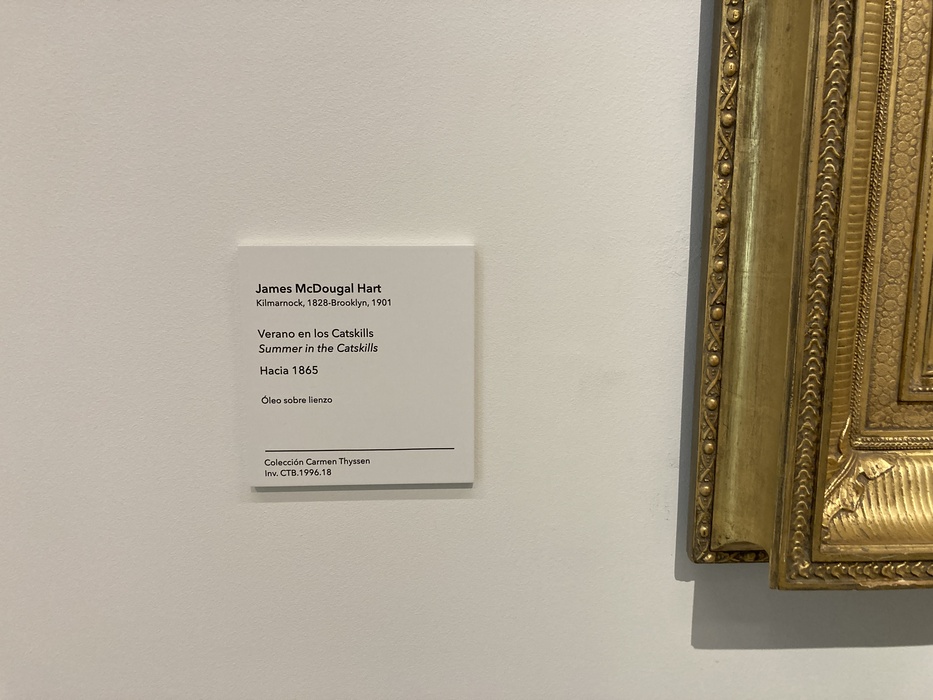 James McDougal Hart
Kilmarnock, 1828-Brooklyn, 1901
Verano en los Catskills
Summer in the Catskills
Hacia 1865
Óleo sobre lienzo
Colección Carmen Thyssen
Inv. CTB.1996.18